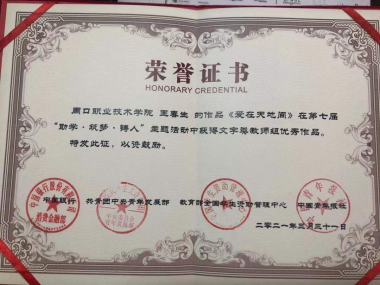 荣誉证书
HONORARY CREDENTIAL
周口职业技术学院 王喜生 的作品《爱在天地间》在第七届
“助学·筑梦·铸人”主题活动中获得文字类教师组优秀作品。
特发此证，以资鼓励。
中国银行 共青团中央青年发展部 教育部全国学生资助管理中心 中国青年报社
二〇二一年三月三十一日